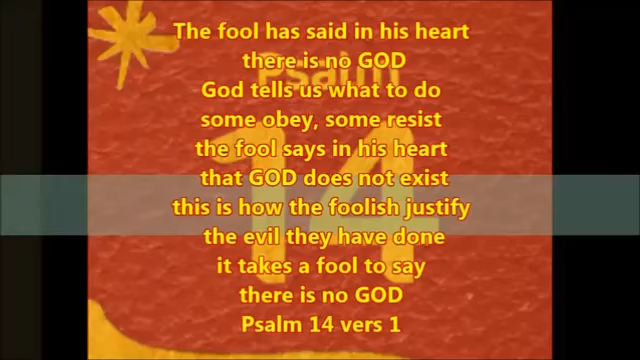 The fool has said in his heart
there is no GOD
Psalm
God tells us what to do
some obey, some resist
14
the fool says in his heart
that GOD does not exist
this is how the foolish justify
the evil they have done
it takes a fool to say
there is no GOD
Psalm 14 vers 1